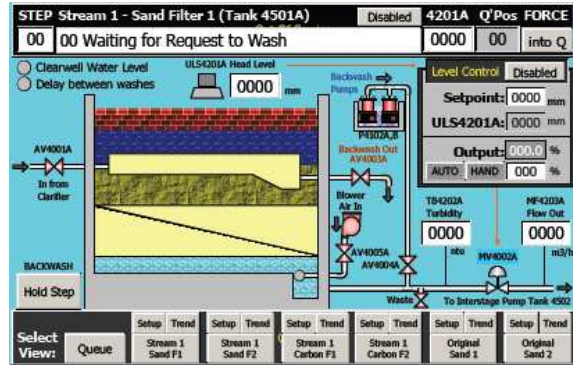 STEP Stream 1 - Sand Filter 1 (Tank 4501A) Disabled 4201A Q'Pos FORCE
00 00 Waiting for Request to Wash 0000 00 into Q
Clearwell Water Level
Delay between washes
ULS4201A Head Level
0000 mm
Backwash
Pumps
P4102A,B
Backwash Out
AV4003A
Level Control Disabled
Setpoint: 0000 mm
ULS4201A: 0000 mm
Output: 000.0 %
AUTO HAND 000 %
AV4001A
In from
Clarifier
Blower
Air In
TB4202A
Turbidity
0000
ntu
MF4203A
Flow Out
0000
m3/h
AV4005A
AV4004A
MV4002A
BACKWASH
Hold Step
Waste
To Interstage Pump Tank 4502
Select
View:
Queue
Setup Trend Setup Trend Setup Trend Setup Trend Setup Trend Setup Trend
Stream 1
Sand F1
Stream 1
Sand F2
Stream 1
Carbon F1
Stream 1
Carbon F2
Original
Sand 1
Original
Sand 2